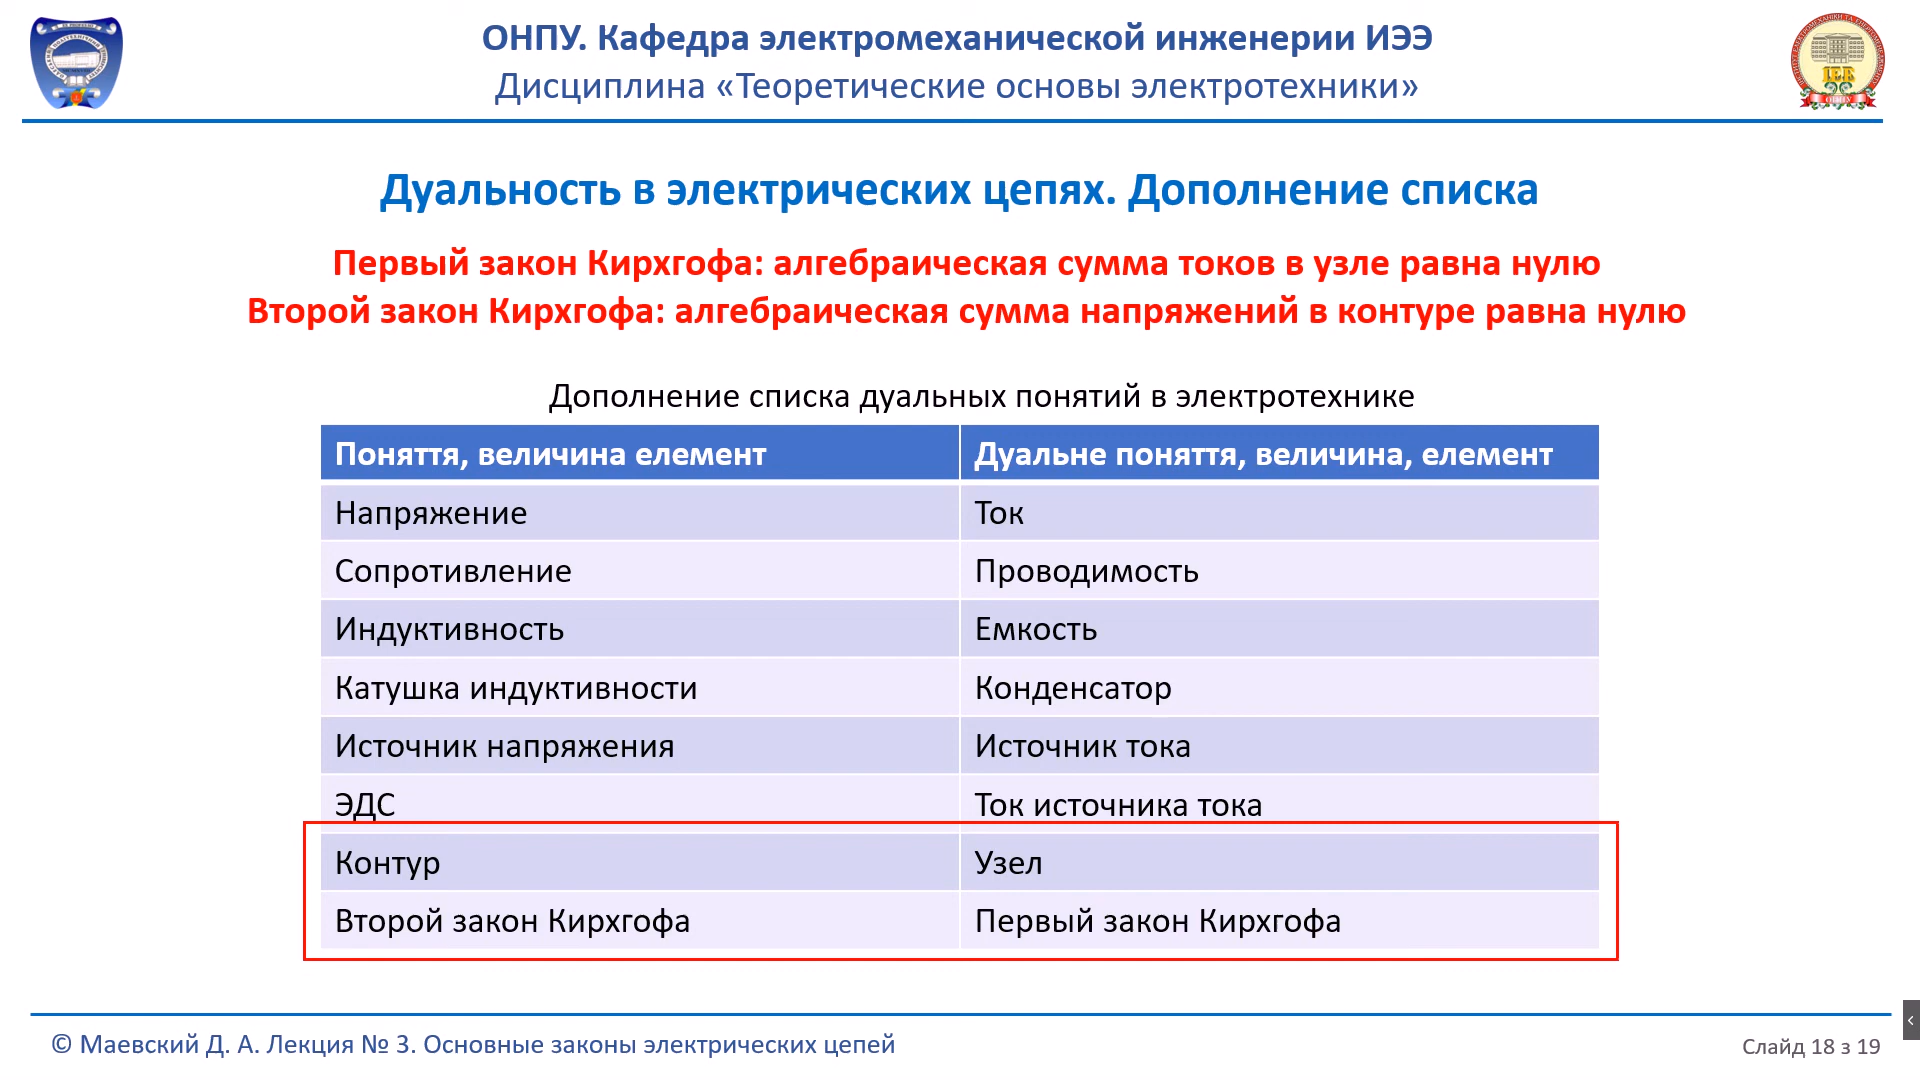 ОНПУ. Кафедра электромеханической инженерии ИЭЭ
Дисциплина «Теоретические основы электротехники»
Дуальность в электрических цепях. Дополнение списка
Первый закон Кирхгофа: алгебраическая сумма токов в узле равна нулю
Второй закон Кирхгофа: алгебраическая сумма напряжений в контуре равна нулю
Дополнение списка дуальных понятий в электротехнике
Поняття, величина елемент
Дуальне поняття, величина, елемент
Напряжение
Ток
Сопротивление
Проводимость
Индуктивность
Емкость
Катушка индуктивности
Конденсатор
Источник напряжения
Источник тока
ЭДС
Ток источника тока
Контур
Узел
Второй закон Кирхгофа
Первый закон Кирхгофа
© Маевский Д. А. Лекция № 3. Основные законы электрических цепей
Слайд 18 з 19